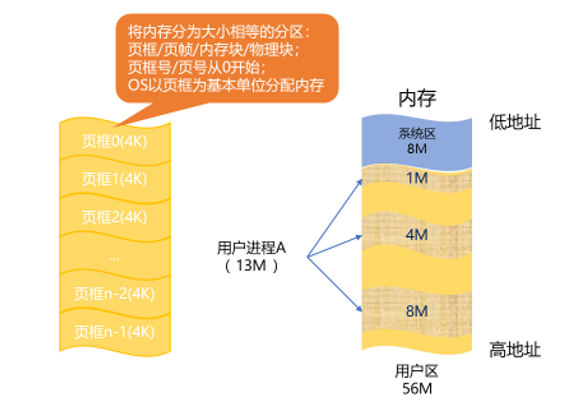 将内存分为大小相等的分区：
页框/页帧/内存块/物理块；
页框号/页号从0开始；
OS以页框为基本单位分配内存
页框0(4K)
页框1(4K)
页框2(4K)
...
页框n-2(4K)
页框n-1(4K)
用户进程A
（ 13M ）
内存
低地址
系统区
8M
1M
4M
8M
高地址
用户区
56M